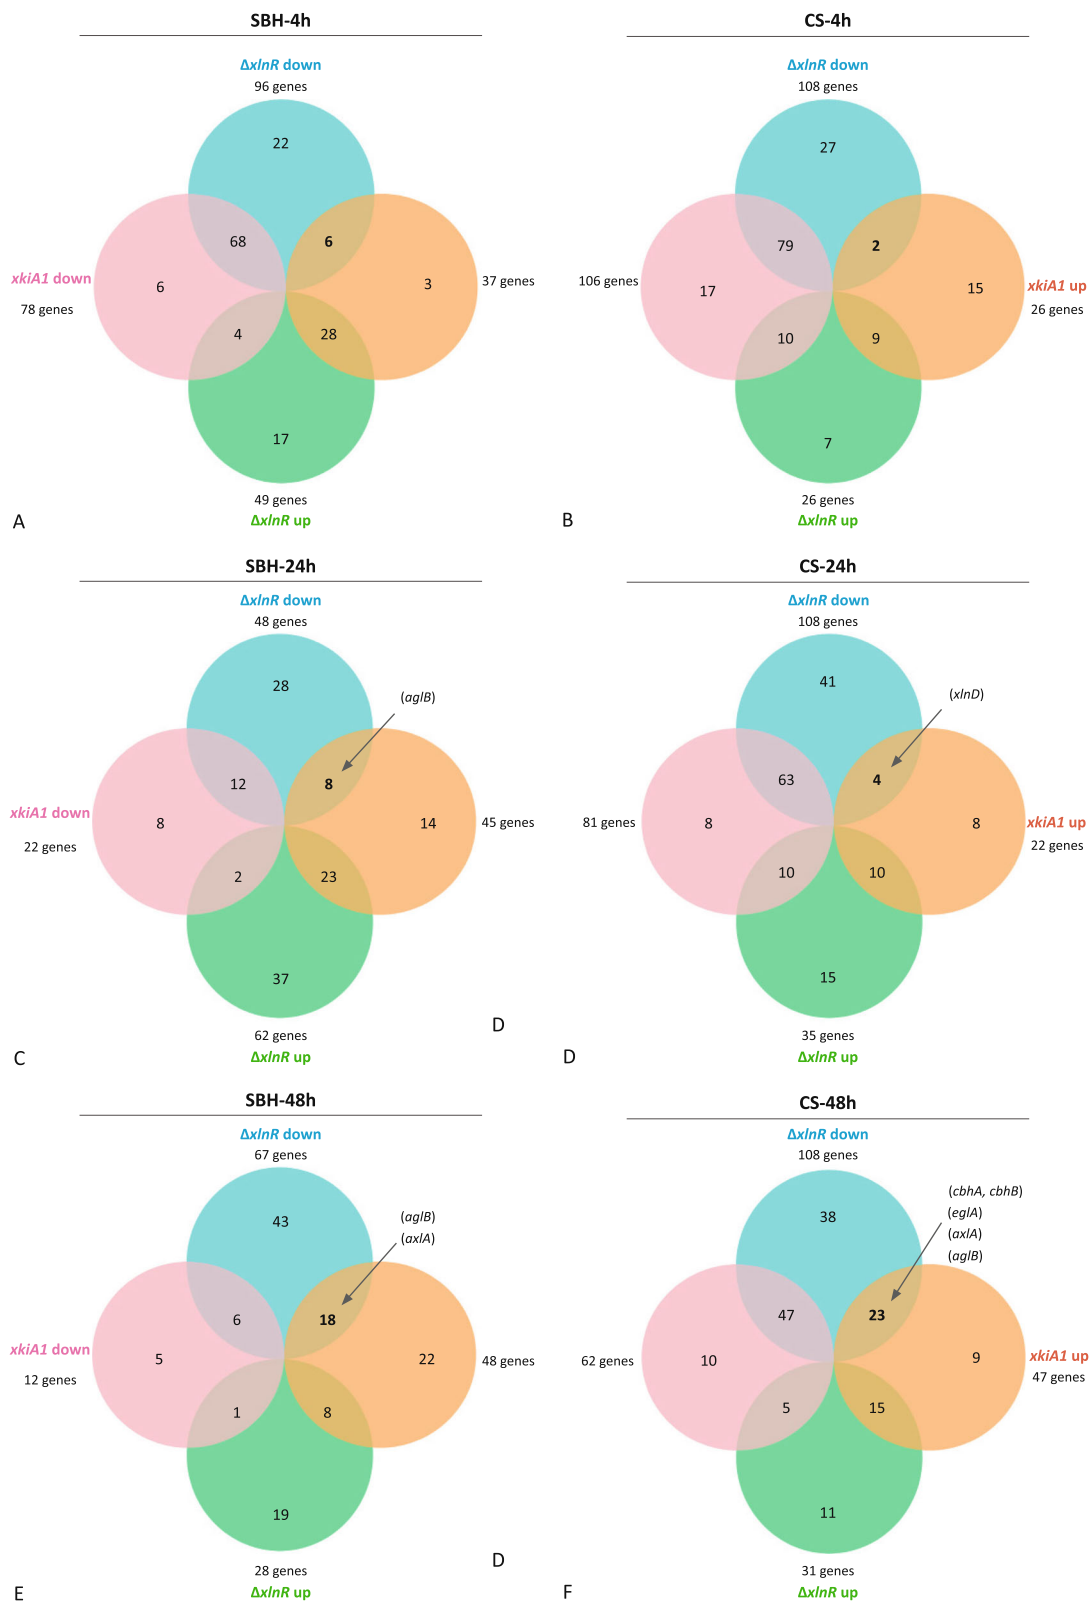 SBH-4h
ΔxlnR down
96 genes
22
68
6
xkiA1 down
78 genes
6
3
37 genes
4
28
17
49 genes
ΔxlnR up
A
CS-4h
ΔxlnR down
108 genes
27
79
2
106 genes
17
15
xkiA1 up
26 genes
10
9
7
26 genes
ΔxlnR up
B
SBH-24h
ΔxlnR down
48 genes
28
(aglB)
12
8
xkiA1 down
22 genes
8
14
45 genes
2
23
37
62 genes
ΔxlnR up
C
D
CS-24h
ΔxlnR down
108 genes
41
(xlnD)
63
4
81 genes
8
8
xkiA1 up
22 genes
10
10
15
35 genes
ΔxlnR up
D
SBH-48h
ΔxlnR down
67 genes
43
(aglB)
(axlA)
6
18
xkiA1 down
12 genes
5
22
48 genes
1
8
19
28 genes
ΔxlnR up
E
D
CS-48h
ΔxlnR down
108 genes
38
(cbhA, cbhB)
(eglA)
(axlA)
(aglB)
47
23
62 genes
10
9
xkiA1 up
47 genes
5
15
11
31 genes
ΔxlnR up
F